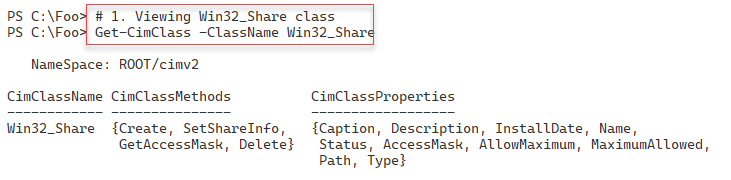 PS C:\Foo> # 1. Viewing Win32_Share class
PS C:\Foo> Get-CimClass -ClassName Win32_Share
NameSpace: ROOT/cimv2
CimClassName CimClassMethods CimClassProperties
------------ --------------- ------------------
Win32_Share {Create, SetShareInfo, {Caption, Description, InstallDate, Name,
GetAccessMask, Delete} Status, AccessMask, AllowMaximum, MaximumAllowed,
Path, Type}